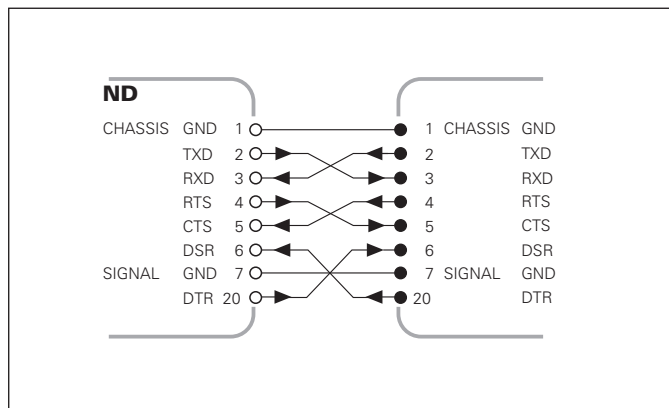 ND
CHASSIS GND 1 1 CHASSIS GND
TXD 2 2 TXD
RXD 3 3 RXD
RTS 4 4 RTS
CTS 5 5 CTS
DSR 6 6 DSR
SIGNAL GND 7 7 SIGNAL GND
DTR 20 20 DTR